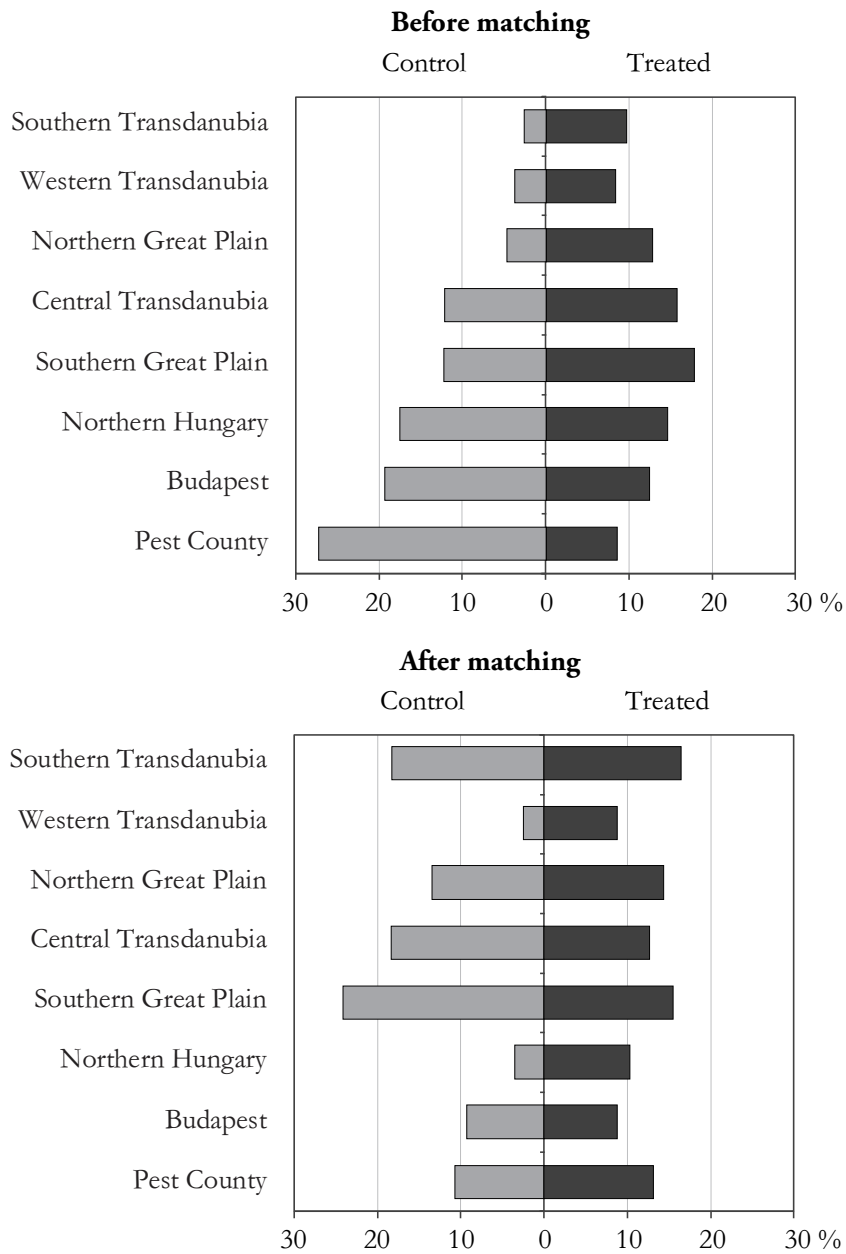 Before matching
Control Treated
Southern Transdanubia
Western Transdanubia
Northern Great Plain
Central Transdanubia
Southern Great Plain
Northern Hungary
Budapest
Pest County
30 20 10 0 10 20 30 %
After matching
Control Treated
Southern Transdanubia
Western Transdanubia
Northern Great Plain
Central Transdanubia
Southern Great Plain
Northern Hungary
Budapest
Pest County
30 20 10 0 10 20 30 %